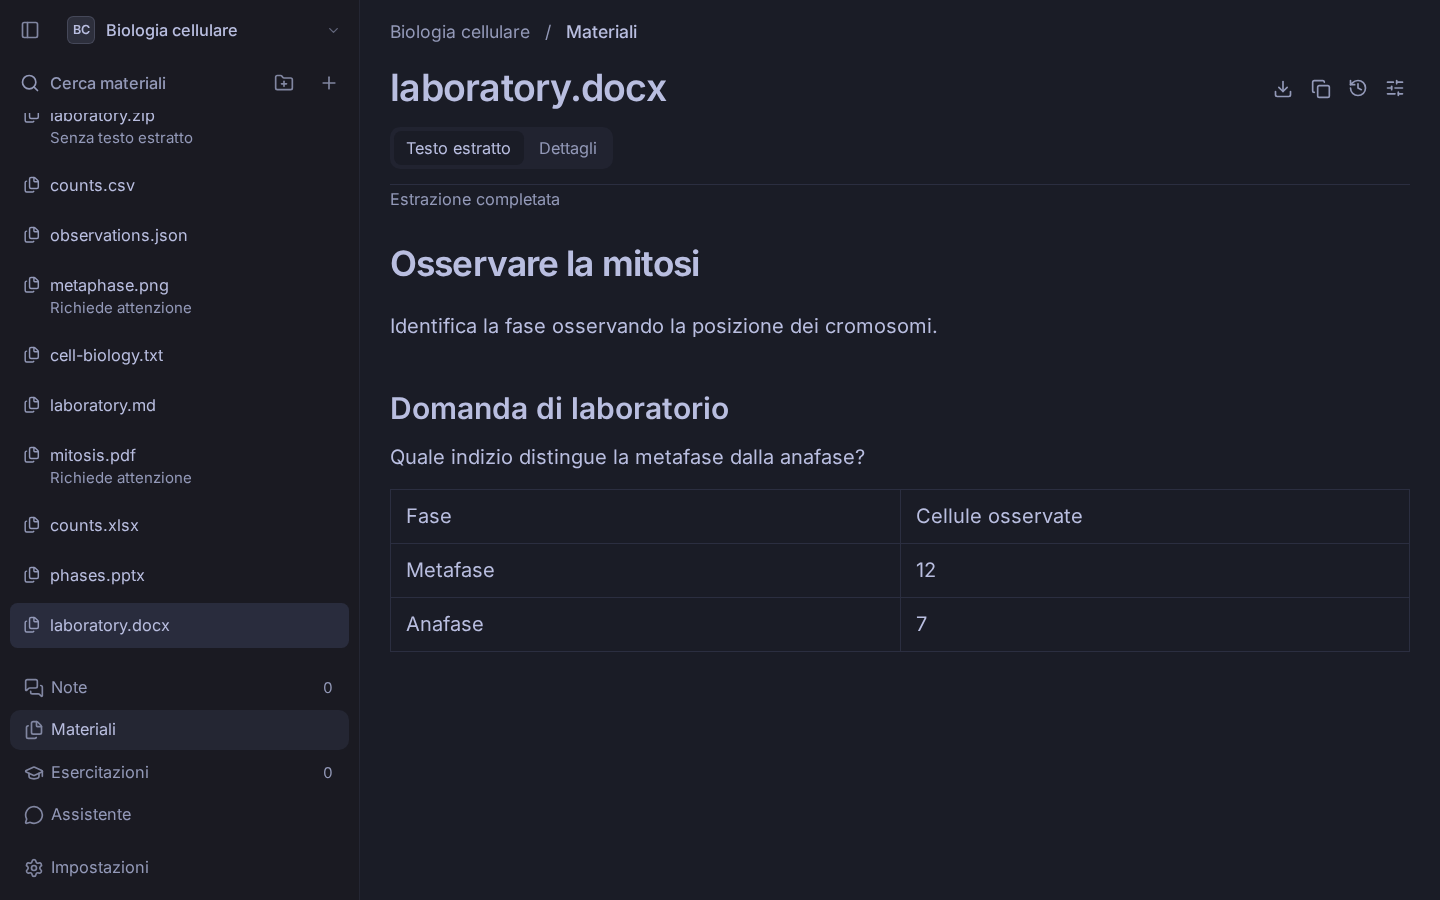 BC Biologia cellulare
Cerca materiali
laboratory.zip
Senza testo estratto
counts.csv
observations.json
metaphase.png
Richiede attenzione
cell-biology.txt
laboratory.md
mitosis.pdf
Richiede attenzione
counts.xlsx
phases.pptx
laboratory.docx
Note 0
Materiali
Esercitazioni 0
Assistente
Impostazioni
Biologia cellulare / Materiali
laboratory.docx
Testo estratto Dettagli
Estrazione completata
Osservare la mitosi
Identifica la fase osservando la posizione dei cromosomi.
Domanda di laboratorio
Quale indizio distingue la metafase dalla anafase?
Fase Cellule osservate
Metafase 12
Anafase 7